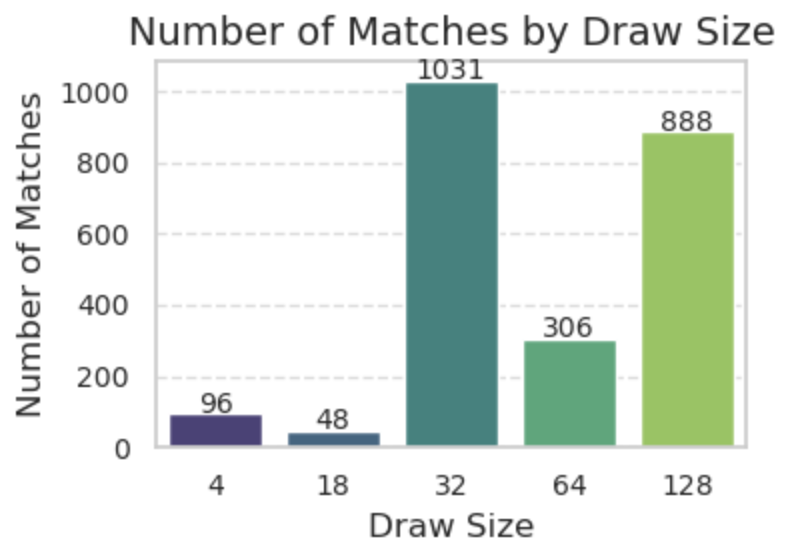 Number of Matches by Draw Size
Number of Matches
1000
800
600
400
200
0
96
48
1031
306
888
4 18 32 64 128
Draw Size